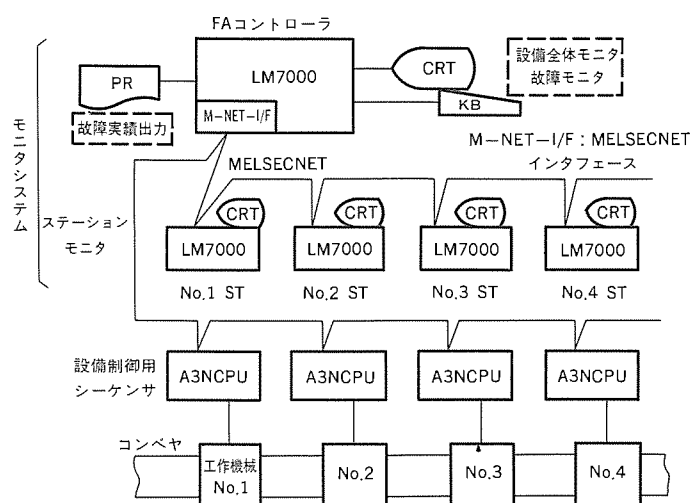 FAコントローラ
PR
LM7000
M-NET-I/F
CRT
KB
設備全体モニタ
故障モニタ
故障実績出力
M-NET-I/F : MELSECNET
インタフェース
モニタシステム
MELSECNET
ステーション
モニタ
CRT
CRT
CRT
CRT
LM7000
LM7000
LM7000
LM7000
No.1 ST
No.2 ST
No.3 ST
No.4 ST
設備制御用
シーケンサ
A3NCPU
A3NCPU
A3NCPU
A3NCPU
コンベヤ
工作機械
No.1
No.2
No.3
No.4